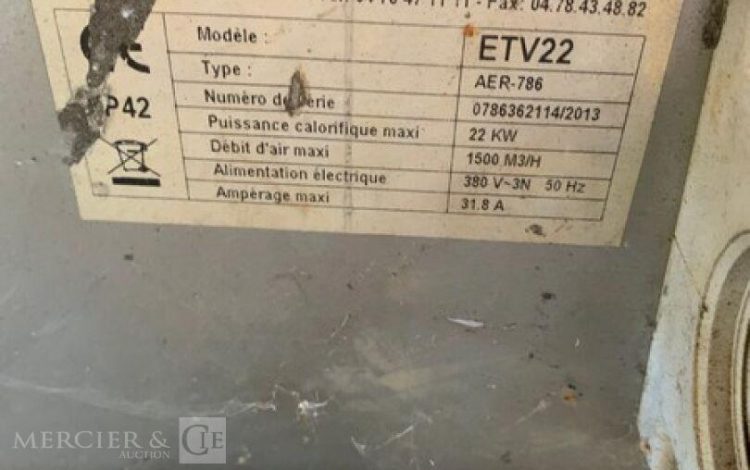 Fax: 04.78.43.48.82
Modèle : ETV22
Type : AER-786
Numéro de Série 0786362114/2013
Puissance calorifique maxi 22 KW
Débit d'air maxi 1500 M3/H
Alimentation électrique 380 V~3N 50 Hz
Ampérage maxi 31.8 A
P42
MERCIER & CIE
AUCTION